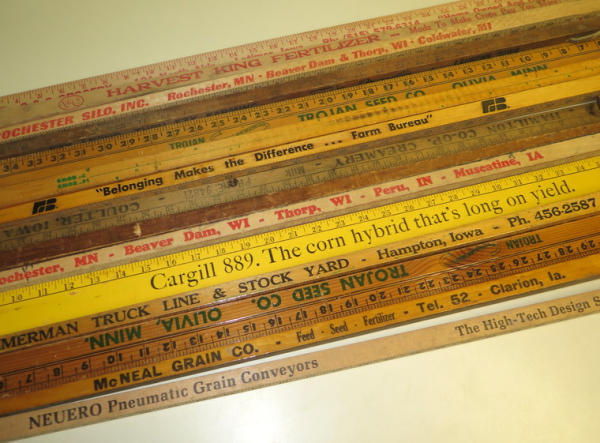 HARVEST KING FERTILIZER -
ROCHESTER SILO, INC. Rochester, MN - Beaver Dam & Thorp, WI - Coldwater, MI
TROJAN SEED CO. OLIVIA, MINN.
TROJAN
"Belonging Makes the Difference ... Farm Bureau"
FB
FB
HAMILTON CO-OP. CREAMERY
MILK
COULTER, IOWA
Rochester, MN - Beaver Dam, WI - Thorp, WI - Peru, IN - Muscatine, IA
Cargill 889. The corn hybrid that's long on yield.
MERMAN TRUCK LINE & STOCK YARD - Hampton, Iowa - Ph. 456-2587
TROJAN
TROJAN SEED CO. OLIVIA, MINN.
McNEAL GRAIN CO. - Feed - Seed - Fertilizer - Tel. 52 - Clarion, Ia.
NEUERO Pneumatic Grain Conveyors The High-Tech Design S